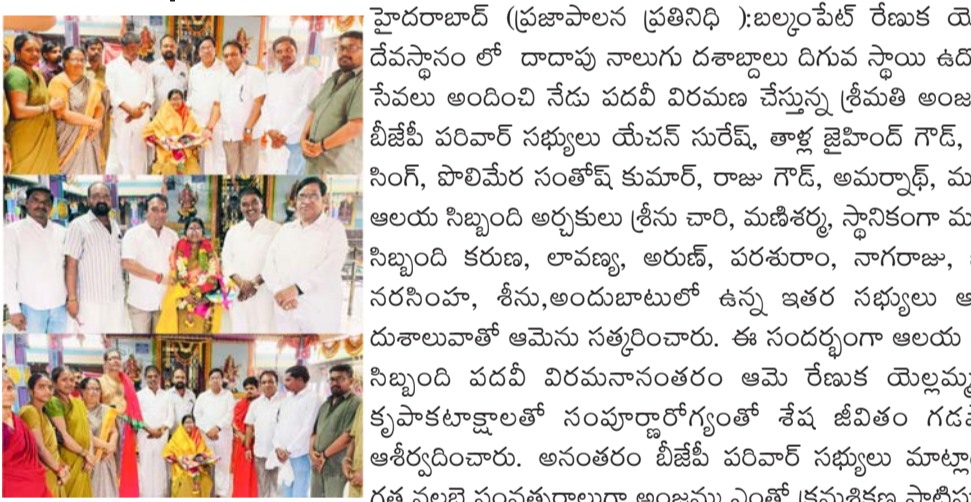 హైదరాబాద్ (ప్రజాపాలన ప్రతినిధి ):బల్కంపేట్ రేణుక
దేవస్థానం లో దాదాపు నాలుగు దశాబ్దాలు దిగువ స్థాయి
సేవలు అందించి నేడు పదవీ విరమణ చేస్తున్న శ్రీమతి
బీజేపీ పరివార్ సభ్యులు యేచన్ సురేష్, తాళ్ల జైహింద్ గౌడ్,
సింగ్, పొలిమేర సంతోష్ కుమార్, రాజు గౌడ్, అమర్నాథ్,
ఆలయ సిబ్బంది అర్చకులు శ్రీను చారి, మణిశర్మ, స్థానికంగా
సిబ్బంది కరుణ, లావణ్య, అరుణ్, పరశురాం, నాగరాజు,
నరసింహ, శీను,అందుబాటులో ఉన్న ఇతర సభ్యులు
దుశాలువాతో ఆమెను సత్కరించారు. ఈ సందర్భంగా ఆలయ
సిబ్బంది పదవీ విరమనానంతరం ఆమె రేణుక యెల్లమ్మ
కృపాకటాక్షాలతో సంపూర్ణారోగ్యంతో శేష జీవితం
ఆశీర్వదించారు. అనంతరం బీజేపీ పరివార్ సభ్యులు